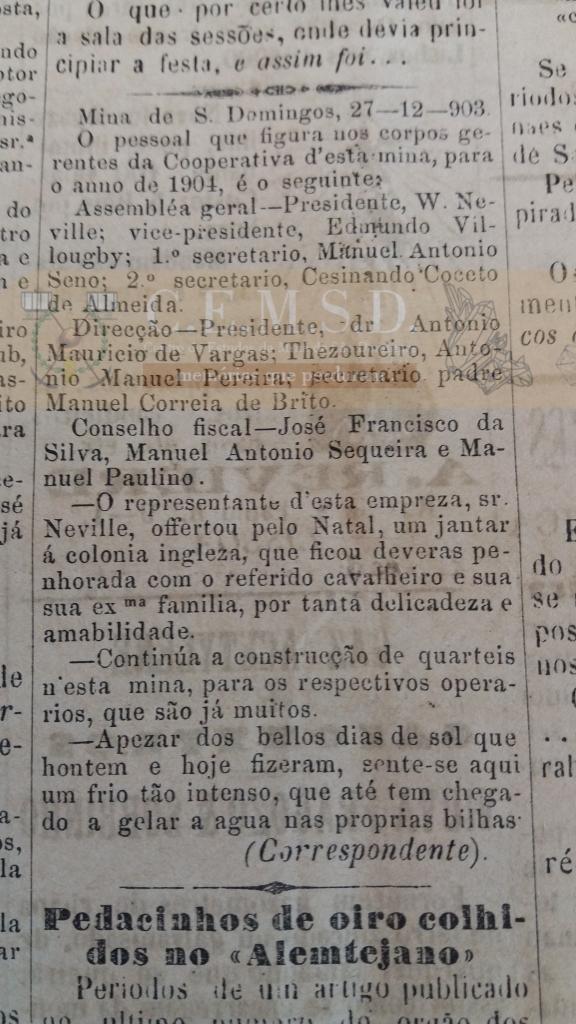 O que por certo lhes valeu foi
a sala das sessões, onde devia prin-
cipiar a festa, e assim foi...
Mina de S. Domingos, 27—12—903.
O pessoal que figura nos corpos ge-
rentes da Cooperativa d'esta mina, para
o anno de 1904, é o seguinte:
Assembléa geral—Presidente, W. Ne-
ville; vice-presidente, Edmundo Vil-
lougby; 1.º secretario, Manuel Antonio
Seno; 2.º secretario, Cesinando Coceto
de Almeida.
Direcção—Presidente, dr Antonio
Mauricio de Vargas; Thezoureiro, Anto-
nio Manuel Pereira; secretario padre
Manuel Correia de Brito.
Conselho fiscal—José Francisco da
Silva, Manuel Antonio Sequeira e Ma-
nuel Paulino.
—O representante d'esta empreza, sr.
Neville, offertou pelo Natal, um jantar
á colonia ingleza, que ficou deveras pe-
nhorada com o referido cavalheiro e sua
sua ex ma familia, por tanta delicadeza e
amabilidade.
—Continúa a construcção de quarteis
n'esta mina, para os respectivos opera-
rios, que são já muitos.
—Apezar dos bellos dias de sol que
hontem e hoje fizeram, sente-se aqui
um frio tão intenso, que até tem chega-
do a gelar a agua nas proprias bilhas
(Correspondente).
Pedacinhos de oiro colhi-
dos no «Alemtejano»
Periodos de um artigo publicado
no ultimo numero do orgão dos
CEMSD